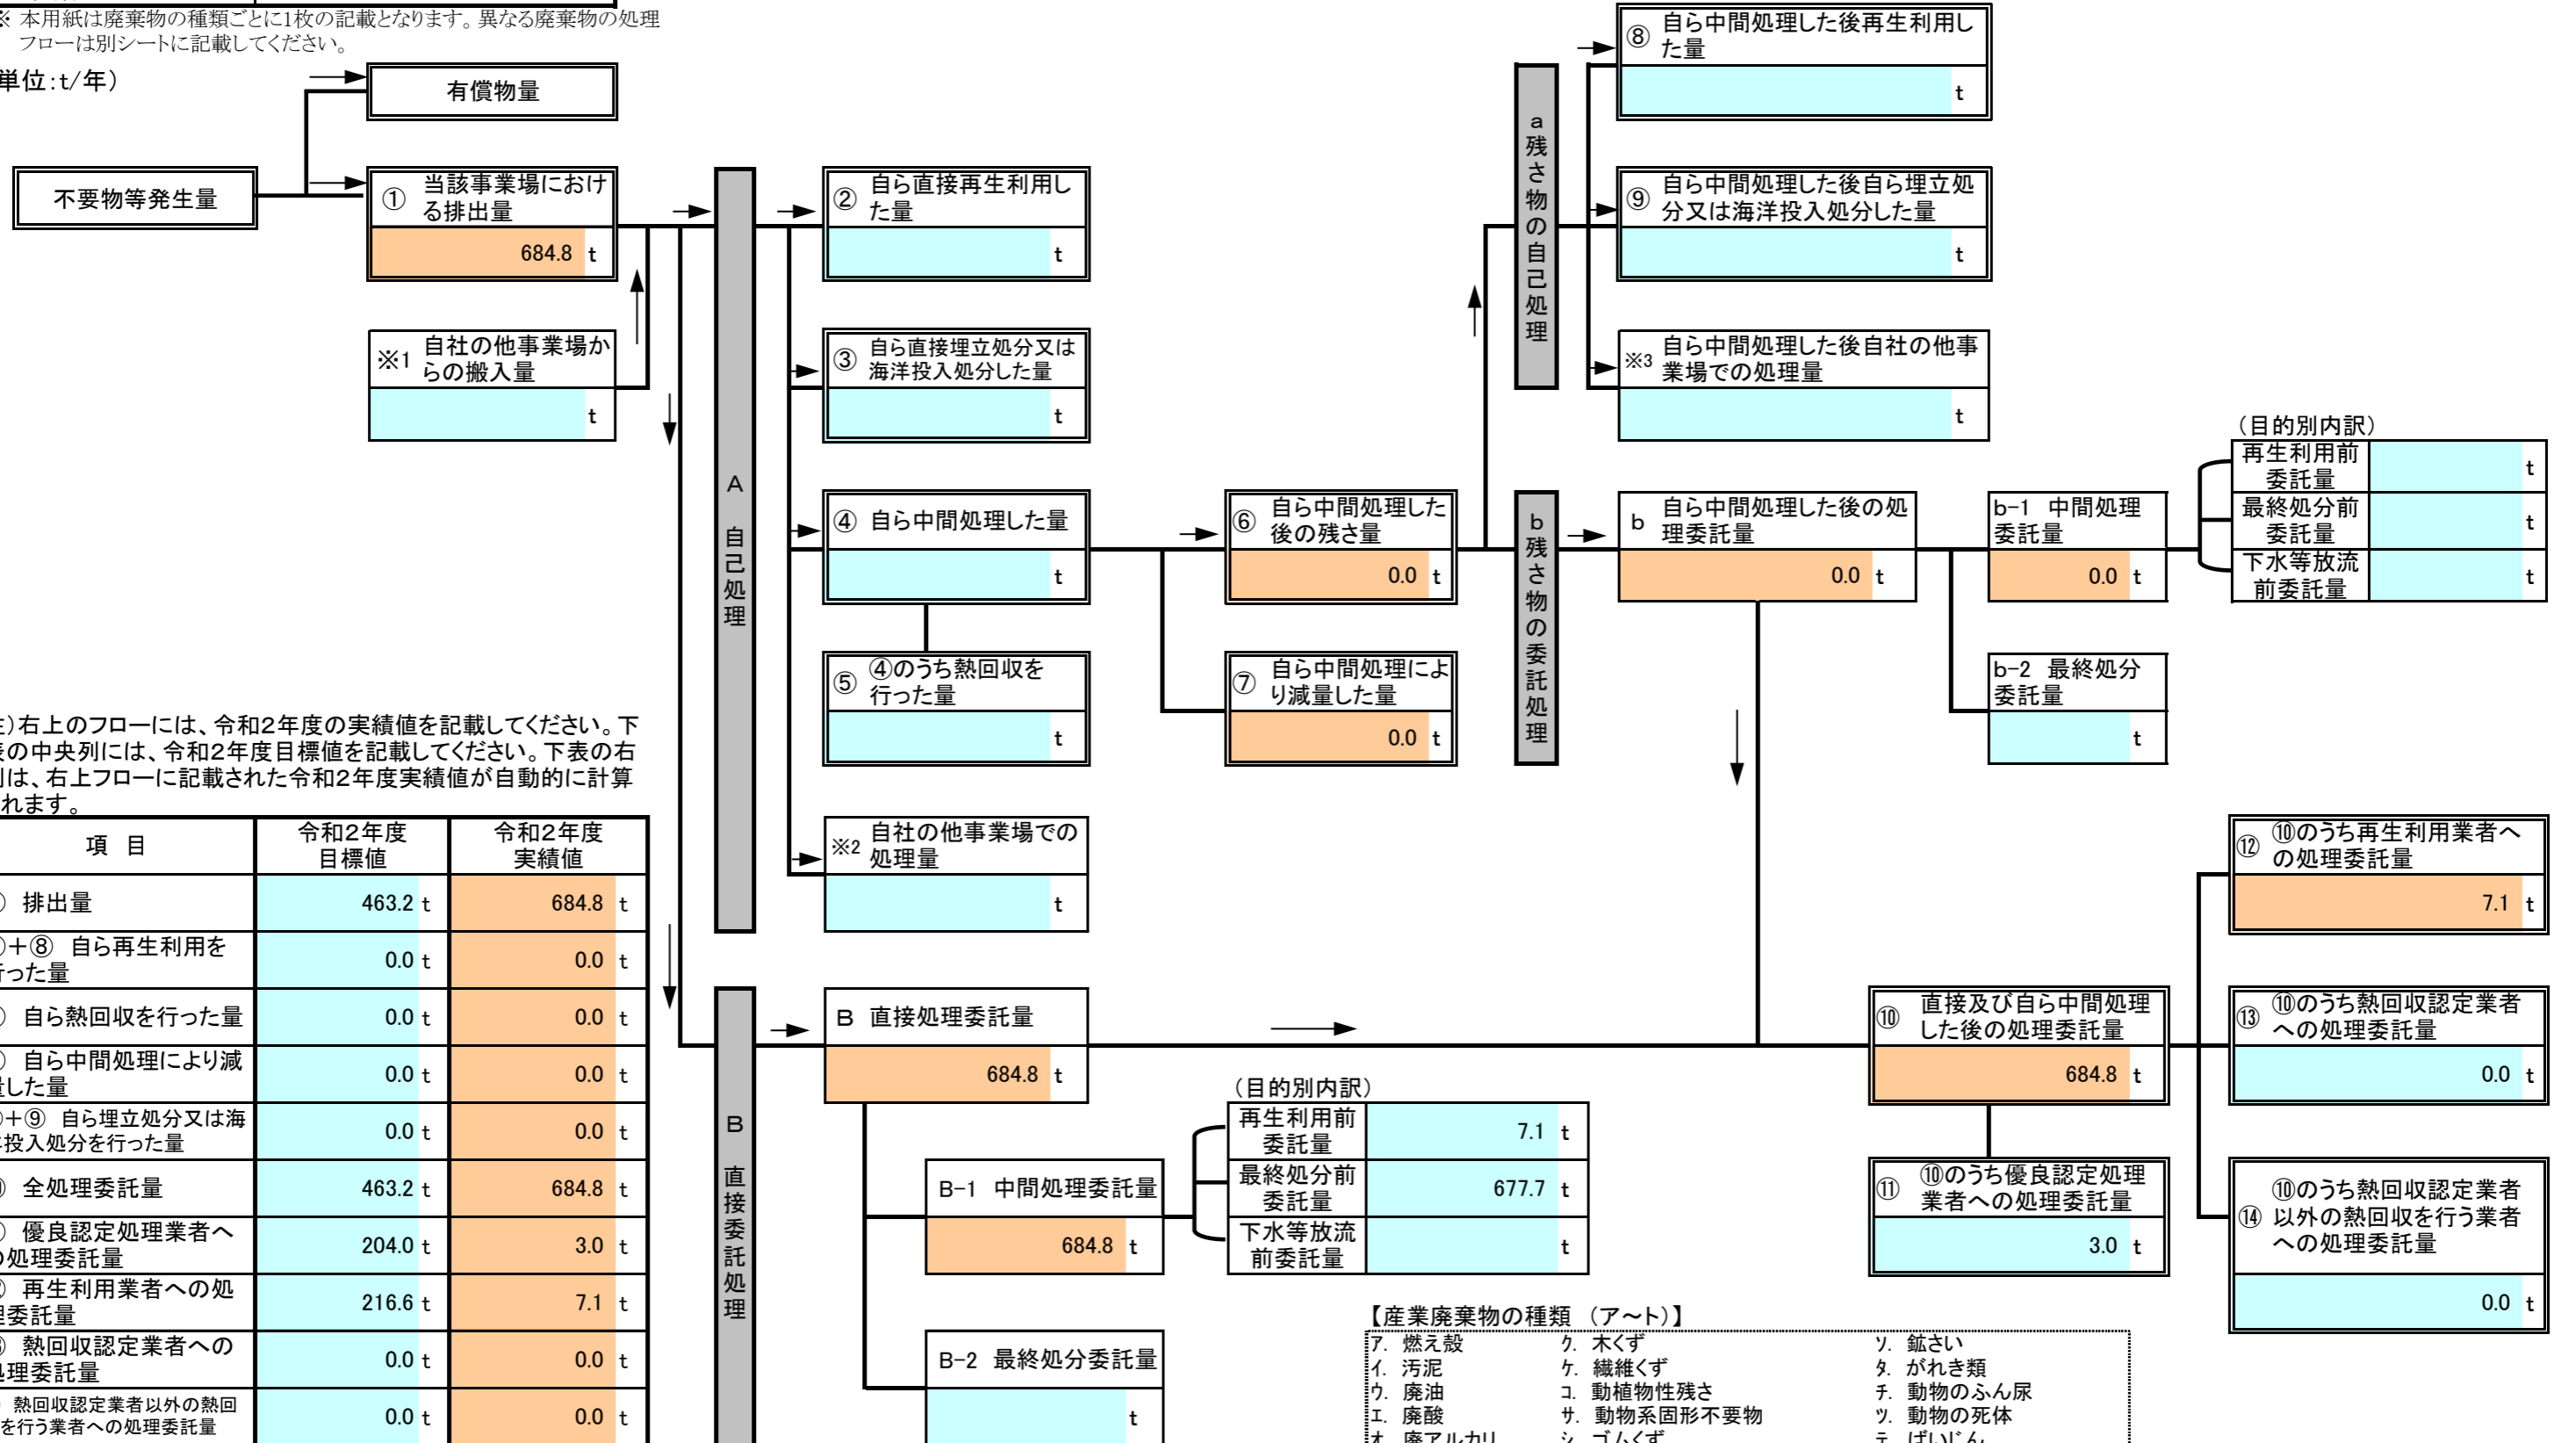 ※ 本用紙は廃棄物の種類ごとに1枚の記載となります。異なる廃棄物の処理
フローは別シートに記載してください。
単位：t/年）
有償物量
不要物等発生量
① 当該事業場におけ
る排出量
684.8 t
※1 自社の他事業場か
らの搬入量
t
A 自己処理
② 自ら直接再生利用し
た量
t
③ 自ら直接埋立処分又は
海洋投入処分した量
t
④ 自ら中間処理した量
t
⑤ ④のうち熱回収を
行った量
t
※2 自社の他事業場での
処理量
t
⑥ 自ら中間処理した
後の残さ量
0.0 t
⑦ 自ら中間処理によ
り減量した量
0.0 t
a 残さ物の自己処理
⑧ 自ら中間処理した後再生利用し
た量
t
⑨ 自ら中間処理した後自ら埋立処
分又は海洋投入処分した量
t
※3 自ら中間処理した後自社の他事
業場での処理量
t
b 残さ物の委託処理
b 自ら中間処理した後の処
理委託量
0.0 t
b-1 中間処理
委託量
0.0 t
b-2 最終処分
委託量
t
（目的別内訳）
再生利用前
委託量
t
最終処分前
委託量
t
下水等放流
前委託量
t
）右上のフローには、令和２年度の実績値を記載してください。下
表の中央列には、令和２年度目標値を記載してください。下表の右
列は、右上フローに記載された令和２年度実績値が自動的に計算
れます。
項 目
令和２年度
目標値
令和２年度
実績値
排出量 463.2 t 684.8 t
＋⑧ 自ら再生利用を
行った量 0.0 t 0.0 t
自ら熱回収を行った量 0.0 t 0.0 t
自ら中間処理により減
量した量 0.0 t 0.0 t
＋⑨ 自ら埋立処分又は海
洋投入処分を行った量 0.0 t 0.0 t
全処理委託量 463.2 t 684.8 t
優良認定処理業者へ
の処理委託量 204.0 t 3.0 t
再生利用業者への処
理委託量 216.6 t 7.1 t
熱回収認定業者への
処理委託量 0.0 t 0.0 t
熱回収認定業者以外の熱回
を行う業者への処理委託量 0.0 t 0.0 t
B 直接委託処理
B 直接処理委託量
684.8 t
B-1 中間処理委託量
684.8 t
B-2 最終処分委託量
t
（目的別内訳）
再生利用前
委託量
7.1 t
最終処分前
委託量
677.7 t
下水等放流
前委託量
t
⑩ 直接及び自ら中間処理
した後の処理委託量
684.8 t
⑪ ⑩のうち優良認定処理
業者への処理委託量
3.0 t
⑫ ⑩のうち再生利用業者へ
の処理委託量
7.1 t
⑬ ⑩のうち熱回収認定業者
への処理委託量
0.0 t
⑭ ⑩のうち熱回収認定業者
以外の熱回収を行う業者
への処理委託量
0.0 t
【産業廃棄物の種類 （ア～ト）】
ｱ. 燃え殻 ｸ. 木くず ｿ. 鉱さい
ｲ. 汚泥 ｹ. 繊維くず ﾀ. がれき類
ｳ. 廃油 ｺ. 動植物性残さ ﾁ. 動物のふん尿
ｴ. 廃酸 ｻ. 動物系固形不要物 ﾂ. 動物の死体
ｵ. 廃アルカリ ｼ. ゴムくず ﾃ. ばいじん